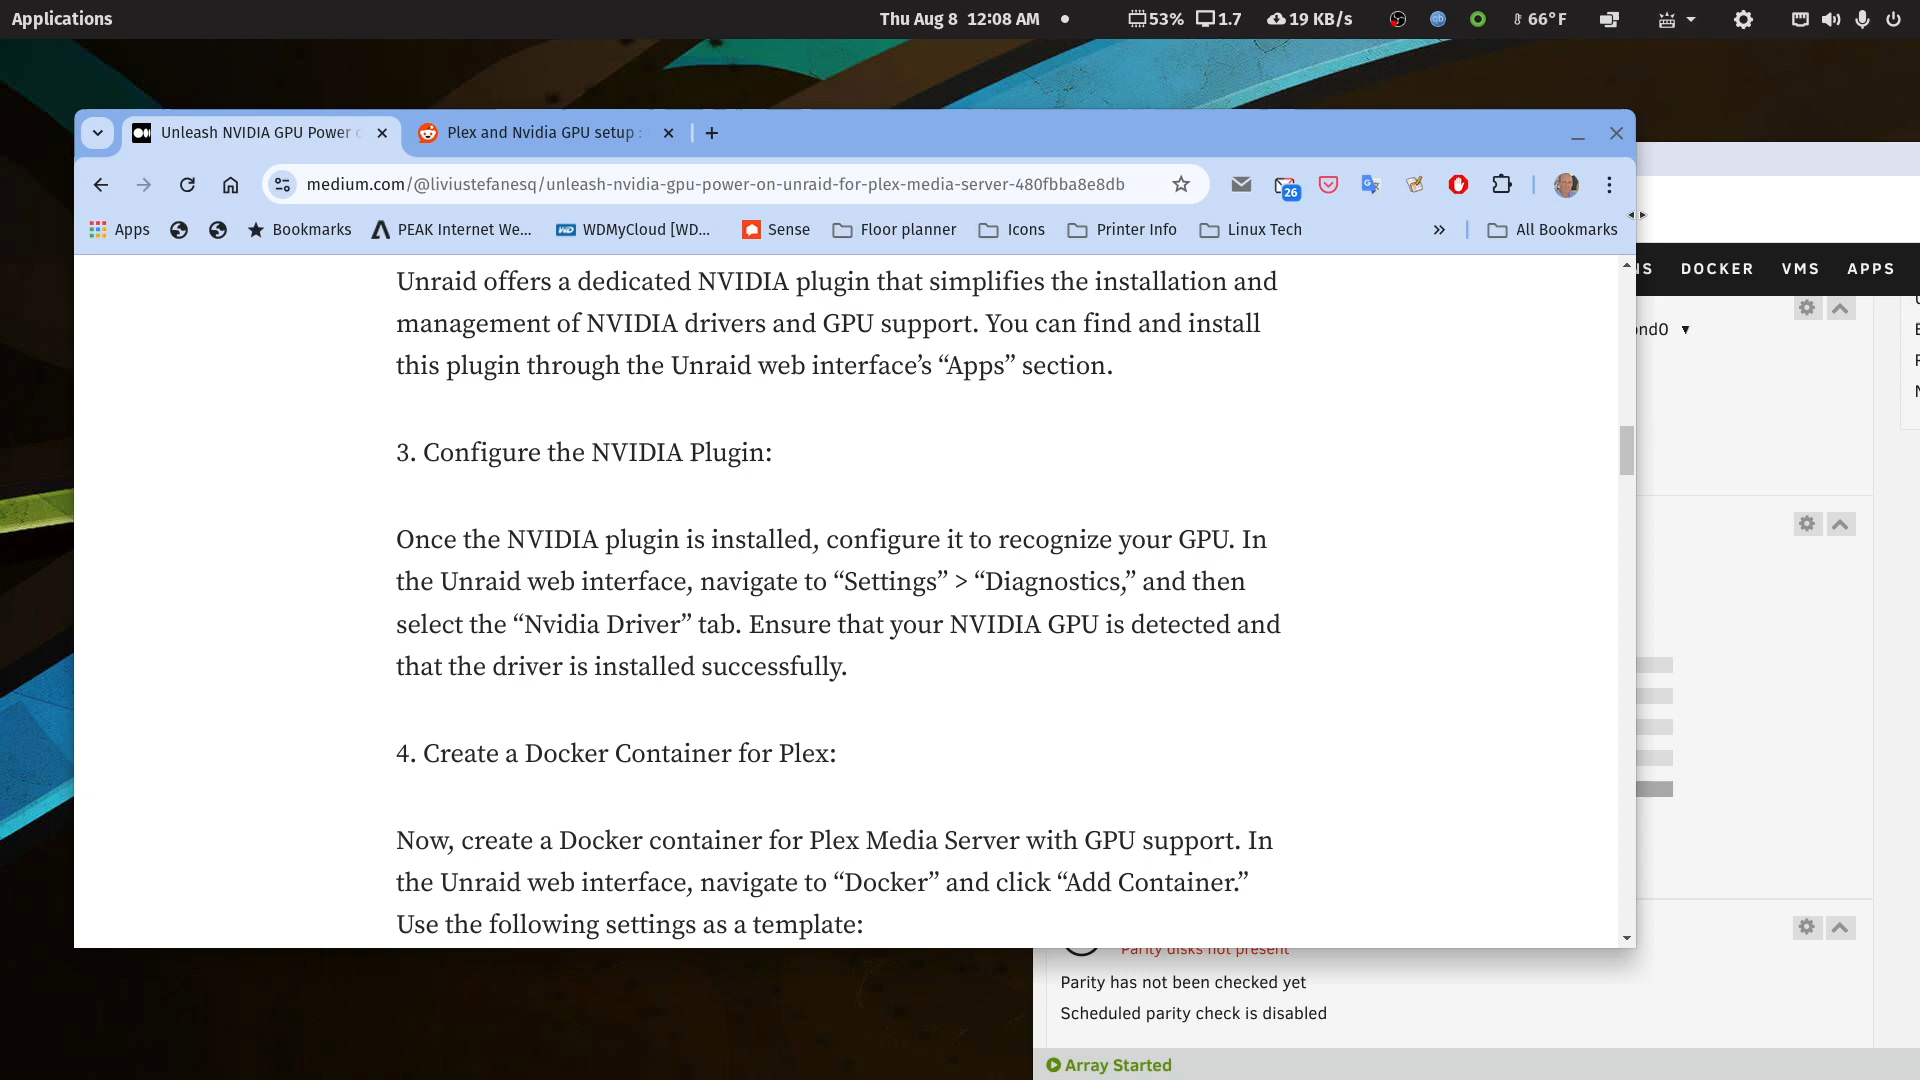 Applications
Thu Aug 8 12:08 AM
53%
1.7
19 KB/s
66°F
Unleash NVIDIA GPU Power
Plex and Nvidia GPU setup :
medium.com/@liviustefanesq/unleash-nvidia-gpu-power-on-unraid-for-plex-media-server-480fbba8e8db
26
Apps
Bookmarks
PEAK Internet We...
WDMyCloud [WD...
Sense
Floor planner
Icons
Printer Info
Linux Tech
»
All Bookmarks
DOCKER
VMS
APPS
Unraid offers a dedicated NVIDIA plugin that simplifies the installation and
management of NVIDIA drivers and GPU support. You can find and install
this plugin through the Unraid web interface’s “Apps” section.
3. Configure the NVIDIA Plugin:
Once the NVIDIA plugin is installed, configure it to recognize your GPU. In
the Unraid web interface, navigate to “Settings” > “Diagnostics,” and then
select the “Nvidia Driver” tab. Ensure that your NVIDIA GPU is detected and
that the driver is installed successfully.
4. Create a Docker Container for Plex:
Now, create a Docker container for Plex Media Server with GPU support. In
the Unraid web interface, navigate to “Docker” and click “Add Container.”
Use the following settings as a template:
Parity disks not present
Parity has not been checked yet
Scheduled parity check is disabled
Array Started